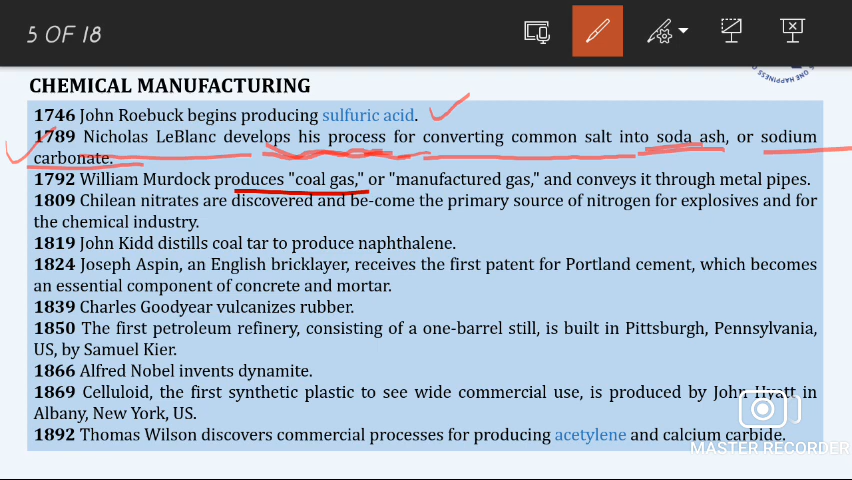 5 OF 18
ONE HAPPINESS
CHEMICAL MANUFACTURING
1746 John Roebuck begins producing sulfuric acid.
1789 Nicholas LeBlanc develops his process for converting common salt into soda ash, or sodium
carbonate.
1792 William Murdock produces "coal gas," or "manufactured gas," and conveys it through metal pipes.
1809 Chilean nitrates are discovered and be-come the primary source of nitrogen for explosives and for
the chemical industry.
1819 John Kidd distills coal tar to produce naphthalene.
1824 Joseph Aspin, an English bricklayer, receives the first patent for Portland cement, which becomes
an essential component of concrete and mortar.
1839 Charles Goodyear vulcanizes rubber.
1850 The first petroleum refinery, consisting of a one-barrel still, is built in Pittsburgh, Pennsylvania,
US, by Samuel Kier.
1866 Alfred Nobel invents dynamite.
1869 Celluloid, the first synthetic plastic to see wide commercial use, is produced by John Hyatt in
Albany, New York, US.
1892 Thomas Wilson discovers commercial processes for producing acetylene and calcium carbide.
MASTER RECORDER